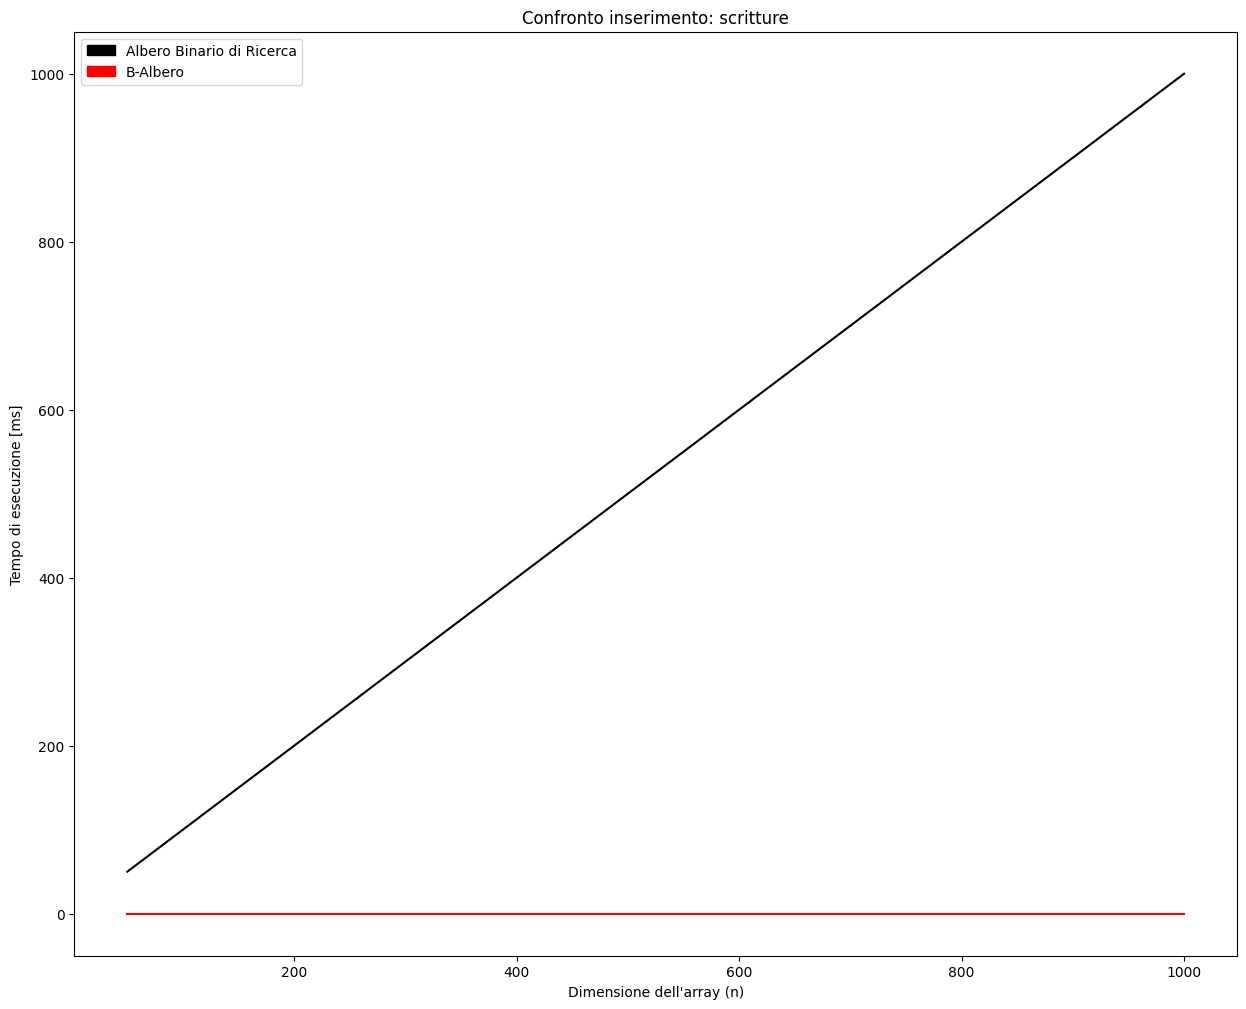 Confronto inserimento: scritture
Albero Binario di Ricerca
B-Albero
Tempo di esecuzione [ms]
1000
800
600
400
200
0
200 400 600 800 1000
Dimensione dell'array (n)